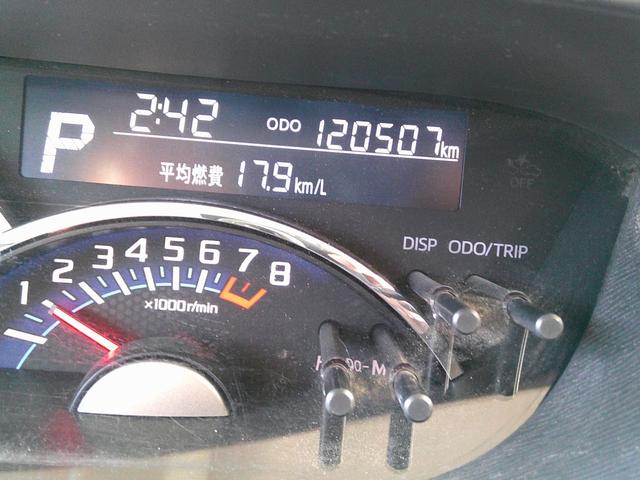 P 2:42 ODO 120507km
平均燃費 17.9km/L
OFF
DISP ODO/TRIP
1 2 3 4 5 6 7 8
×1000r/min